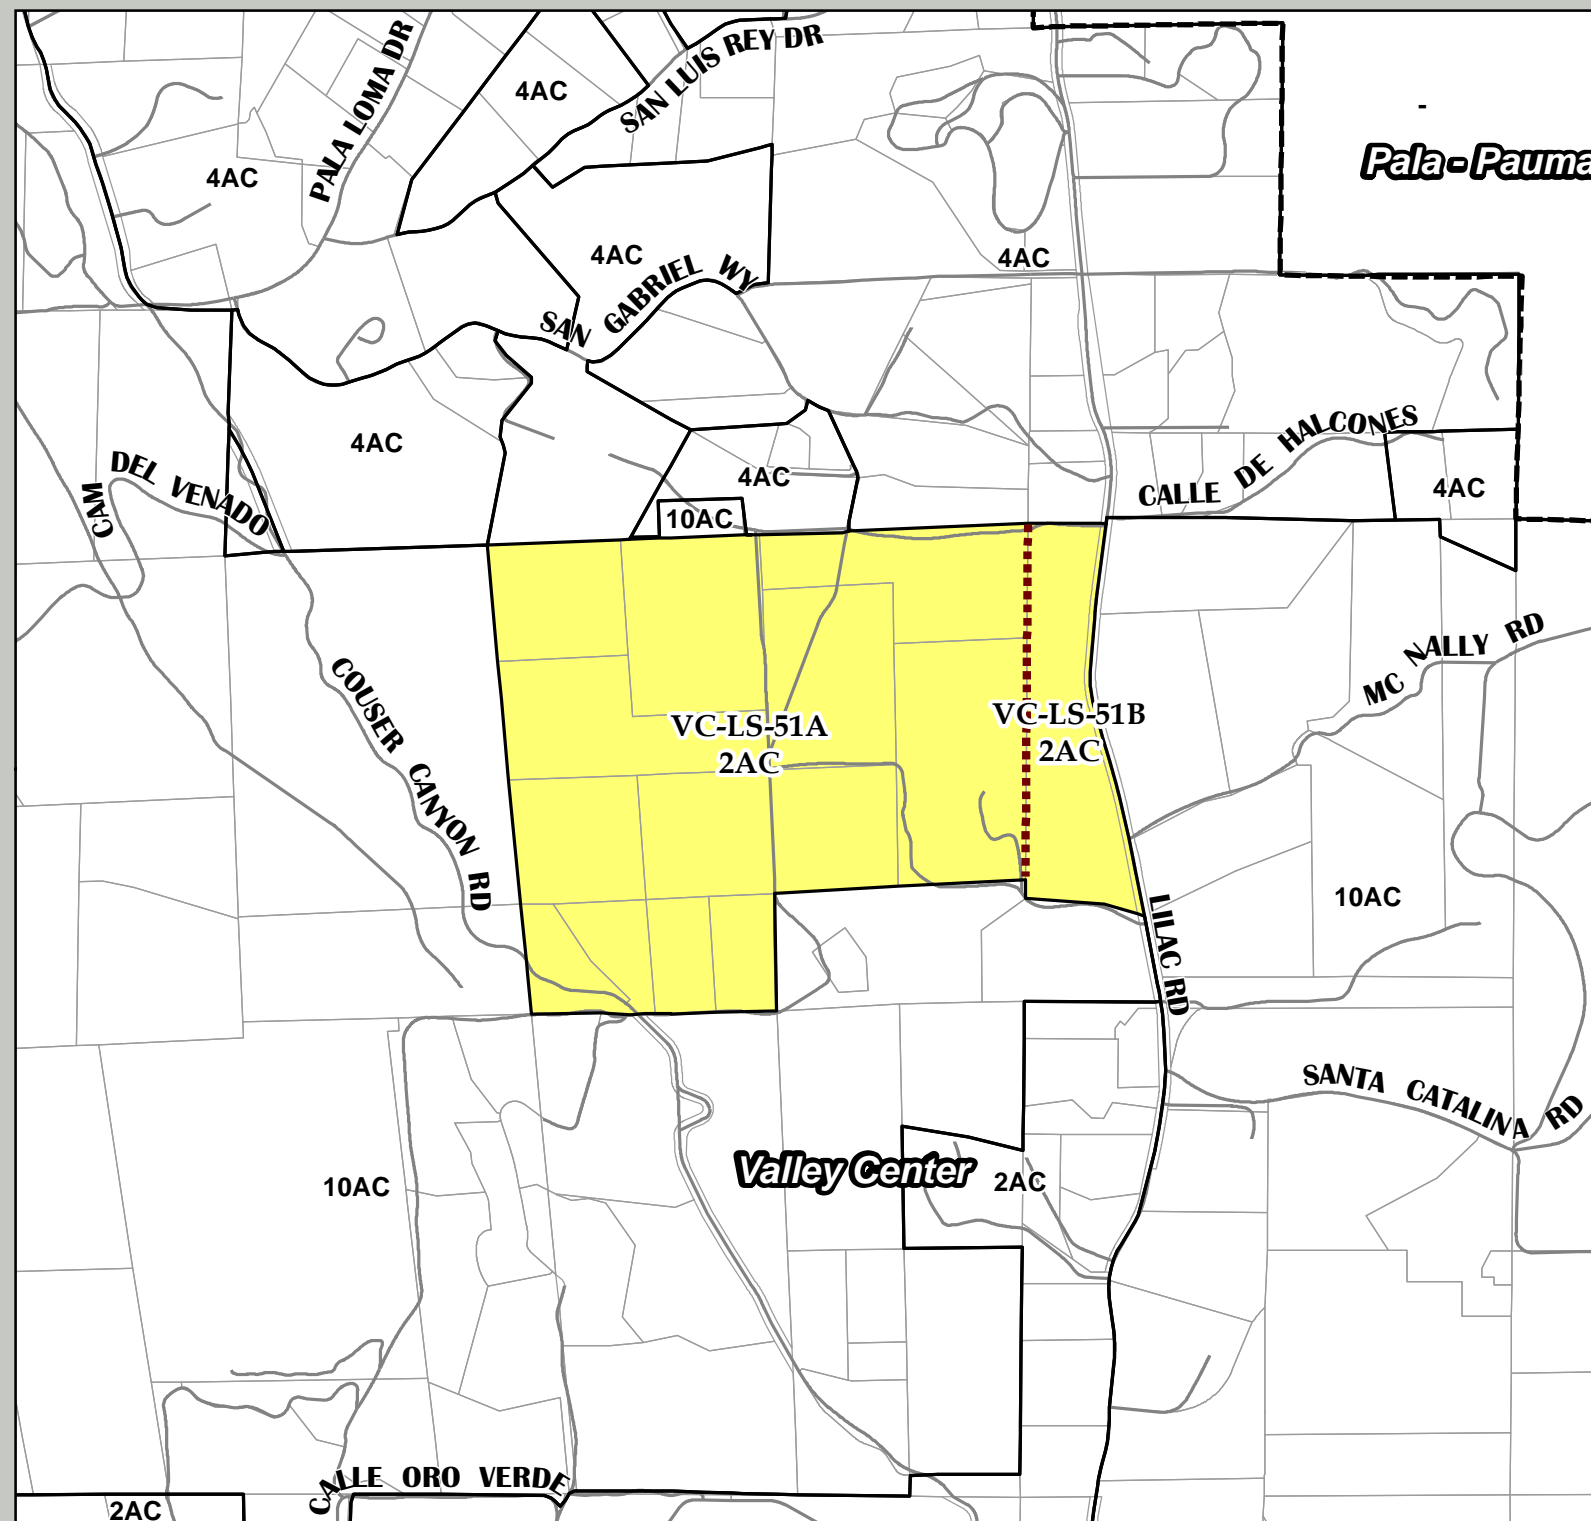 PALA LOMA DR
SAN LUIS REY DR
4AC
-
Pala - Pauma
4AC
4AC
SAN GABRIEL WY
4AC
4AC
DEL VENADO
CAM
4AC
10AC
CALLE DE HALCONES
4AC
COUSER CANYON RD
MC NALLY RD
VC-LS-51A
2AC
VC-LS-51B
2AC
10AC
LILAC RD
SANTA CATALINA RD
Valley Center
10AC
2AC
CALLE ORO VERDE
2AC